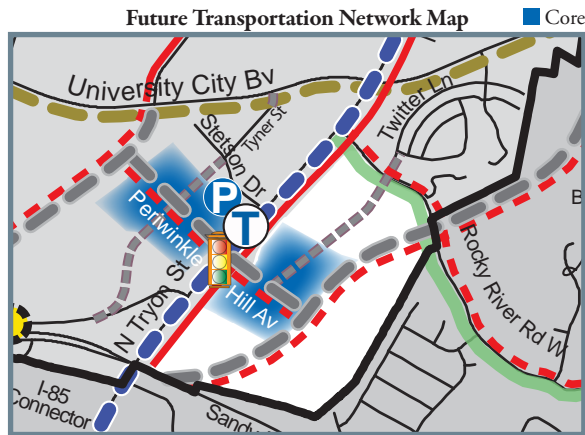 Future Transportation Network Map
Core
University City Bv
Tyner St
Stetson Dr
Twitter Ln
P
T
Periwinkle
Hill Av
N Tryon St
Rocky River Rd W
B
I-85
Connector
Sandw